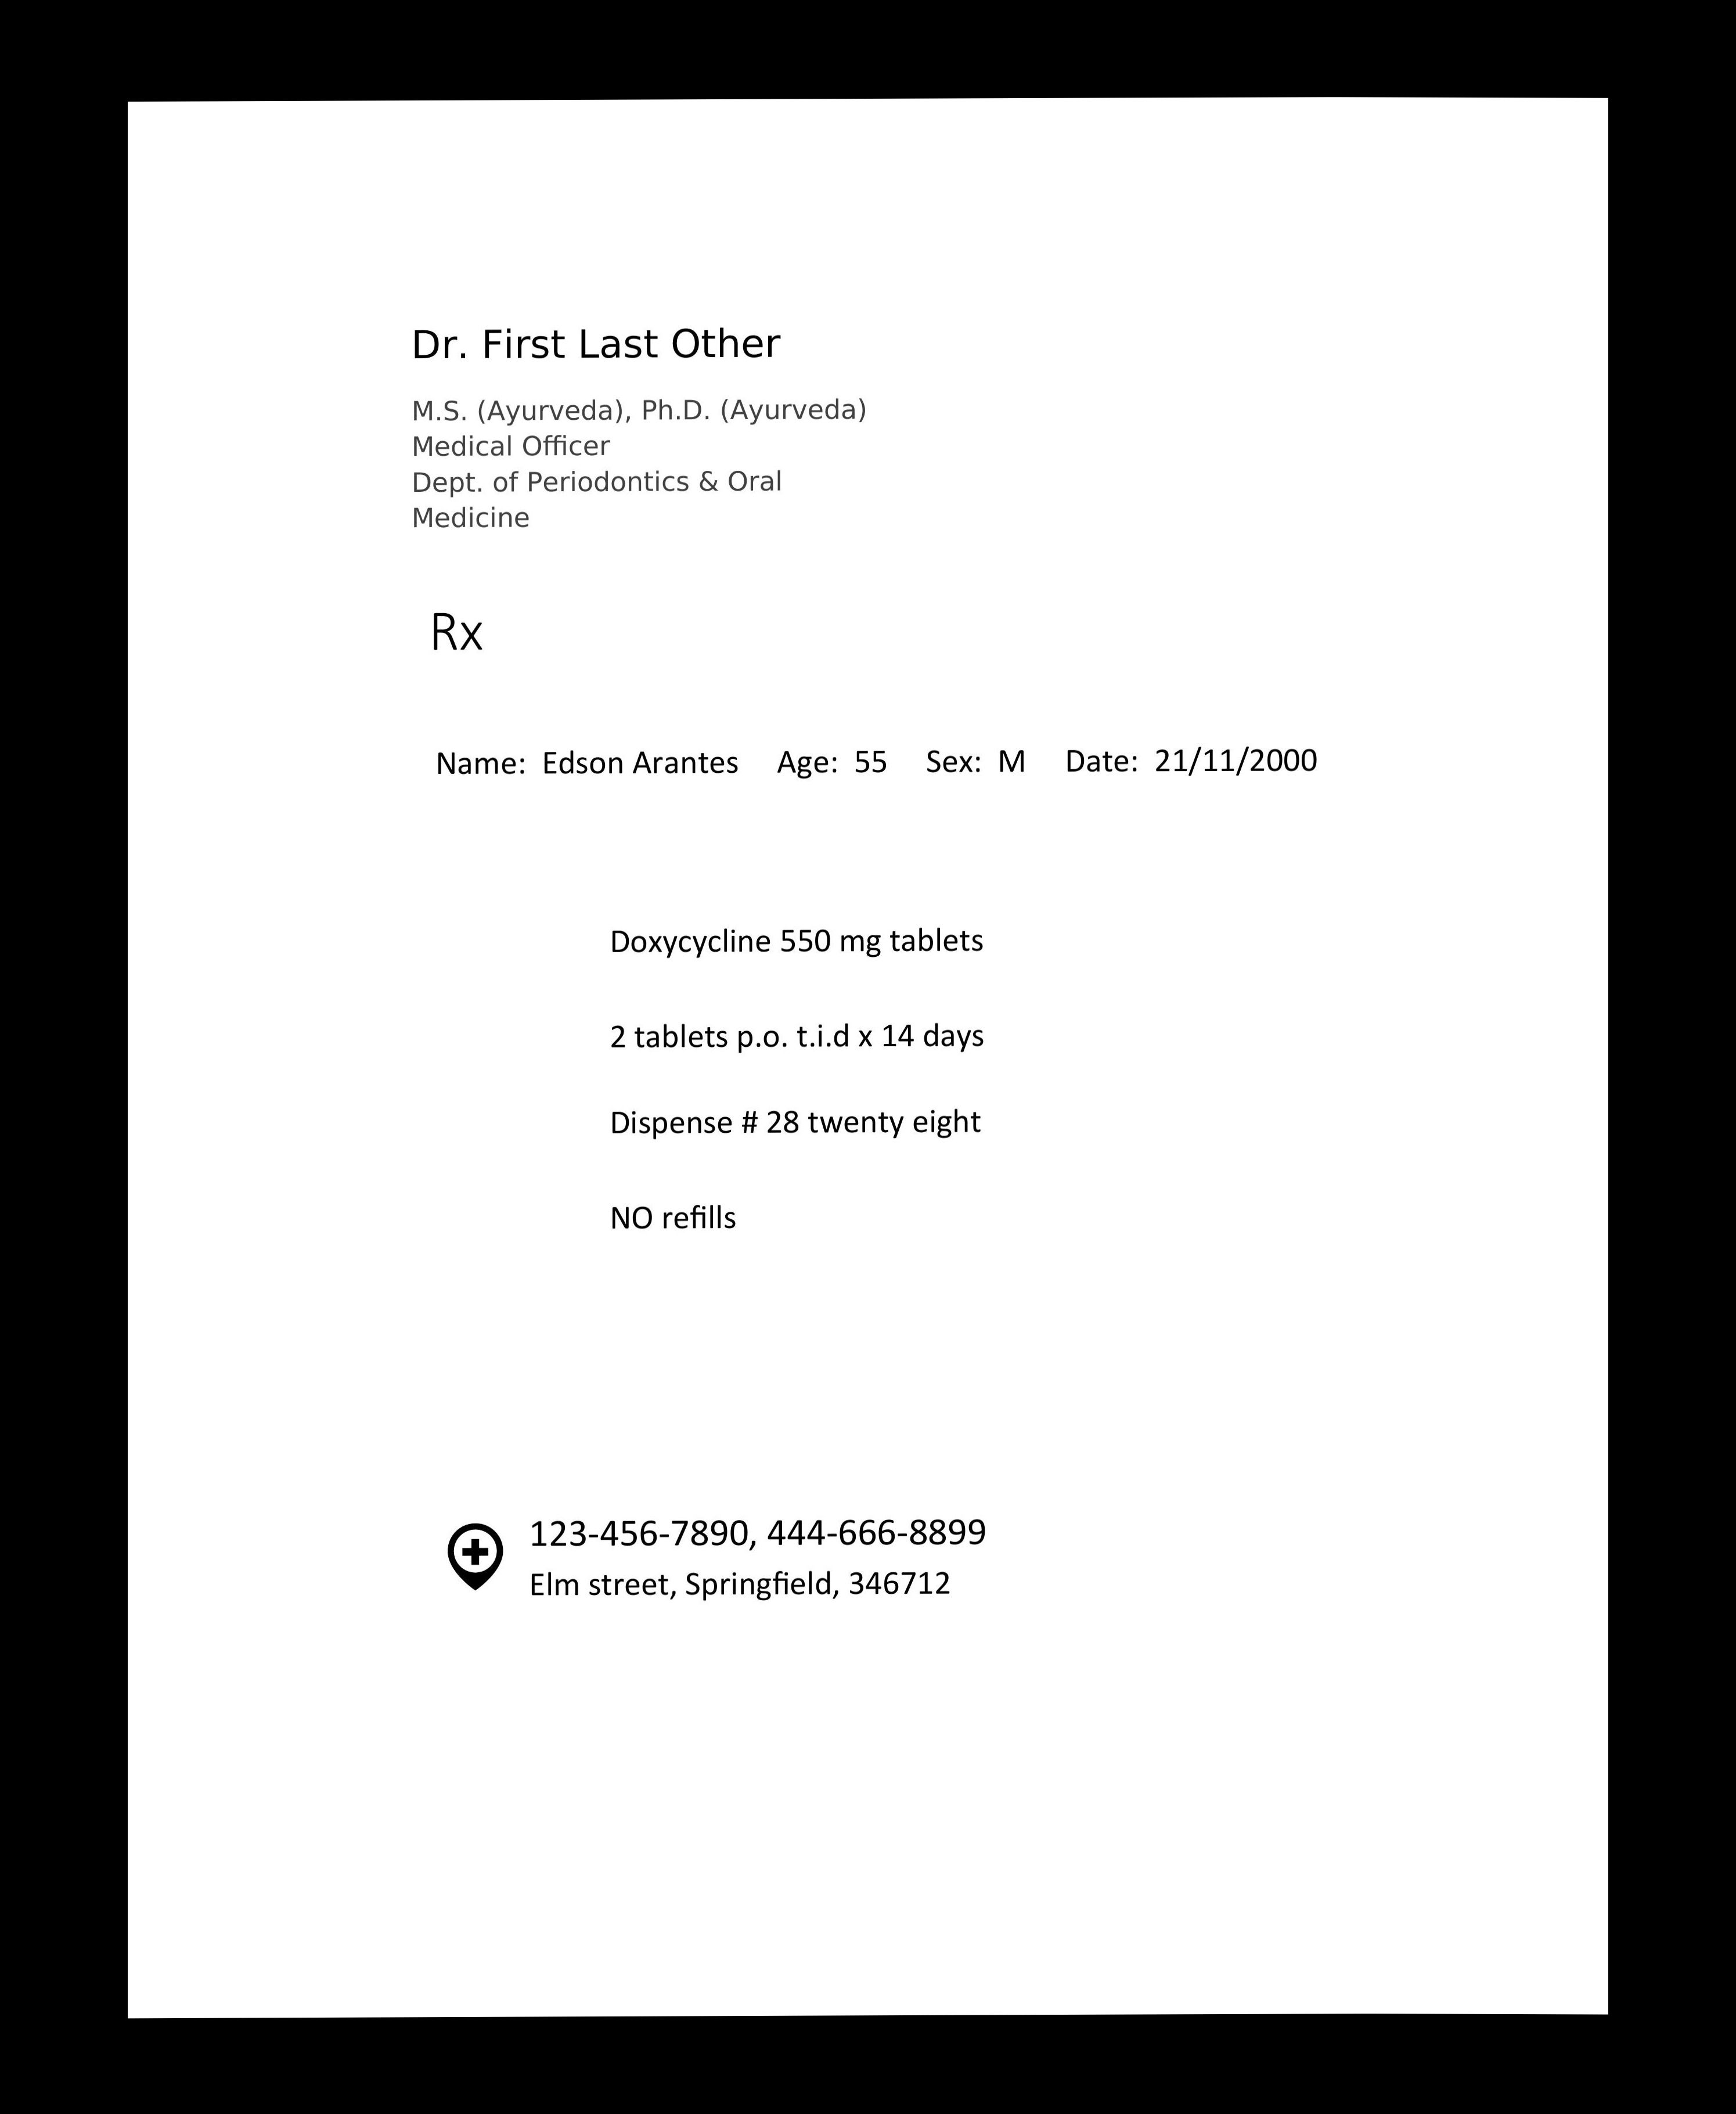 Dr. First Last Other
M.S. (Ayurveda), Ph.D. (Ayurveda)
Medical Officer
Dept. of Periodontics & Oral
Medicine
Rx
Name: Edson Arantes Age: 55 Sex: M Date: 21/11/2000
Doxycycline 550 mg tablets
2 tablets p.o. t.i.d x 14 days
Dispense # 28 twenty eight
NO refills
123-456-7890, 444-666-8899
Elm street, Springfield, 346712